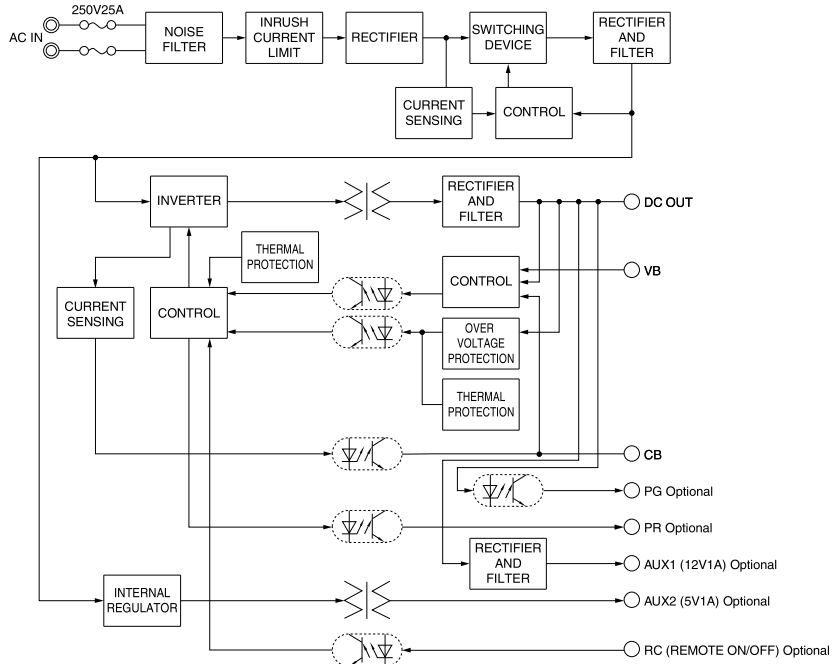 250V25A
AC IN
NOISE
FILTER
INRUSH
CURRENT
LIMIT
RECTIFIER
SWITCHING
DEVICE
RECTIFIER
AND
FILTER
CURRENT
SENSING
CONTROL
INVERTER
RECTIFIER
AND
FILTER
DC OUT
THERMAL
PROTECTION
CONTROL
VB
CURRENT
SENSING
CONTROL
OVER
VOLTAGE
PROTECTION
THERMAL
PROTECTION
CB
PG Optional
PR Optional
RECTIFIER
AND
FILTER
AUX1 (12V1A) Optional
INTERNAL
REGULATOR
AUX2 (5V1A) Optional
RC (REMOTE ON/OFF) Optional